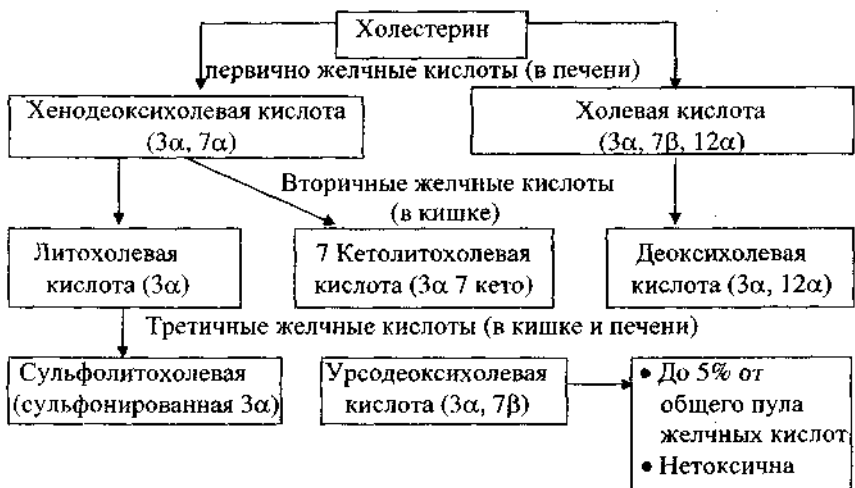 Холестерин
первично желчные кислоты (в печени)
Хенодеоксихолевая кислота
(3α, 7α)
Холевая кислота
(3α, 7β, 12α)
Вторичные желчные кислоты
(в кишке)
Литохолевая
кислота (3α)
7 Кетолитохолевая
кислота (3α 7 кето)
Деоксихолевая
кислота (3α, 12α)
Третичные желчные кислоты (в кишке и печени)
Сульфолитохолевая
(сульфонированная 3α)
Урсодеоксихолевая
кислота (3α, 7β)
• До 5% от
общего пула
желчных кислот
• Нетоксична